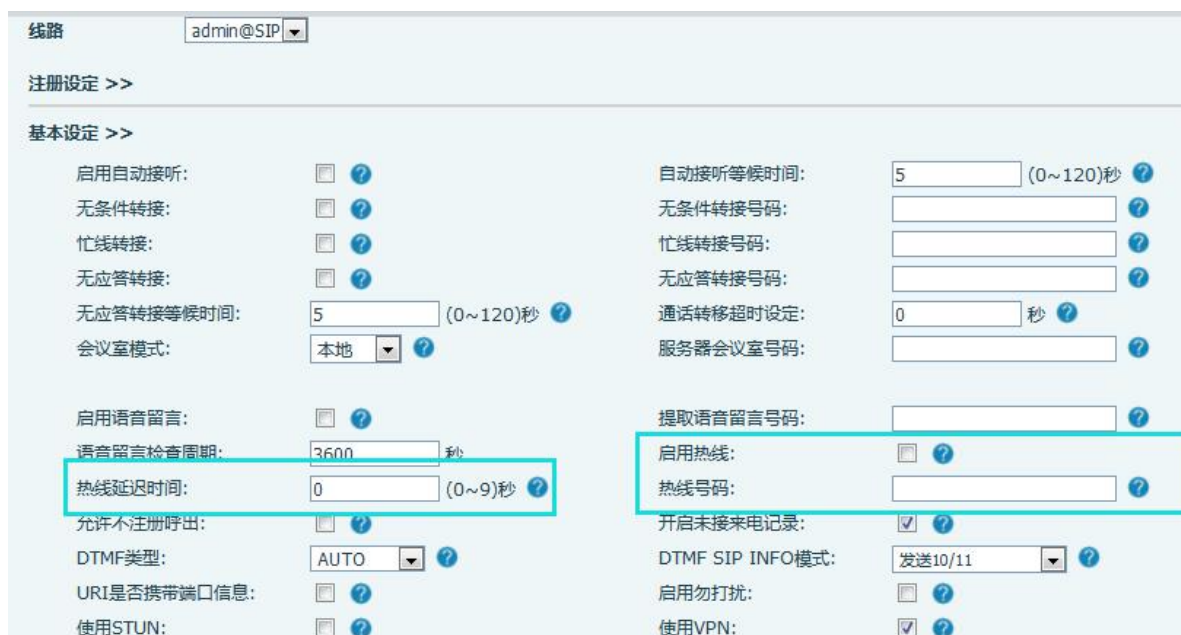 线路 admin@SIP
注册设定 >>
基本设定 >>
启用自动接听: 自动接听等候时间: 5 (0~120)秒
无条件转接: 无条件转接号码:
忙线转接: 忙线转接号码:
无应答转接: 无应答转接号码:
无应答转接等候时间: 5 (0~120)秒 通话转移超时设定: 0 秒
会议室模式: 本地 服务器会议室号码:
启用语音留言: 提取语音留言号码:
语音留言检查周期: 3600 秒 启用热线:
热线延迟时间: 0 (0~9)秒 热线号码:
允许不注册呼出: 开启未接来电记录:
DTMF类型: AUTO DTMF SIP INFO模式: 发送10/11
URI是否携带端口信息: 启用勿打扰:
使用STUN: 使用VPN: